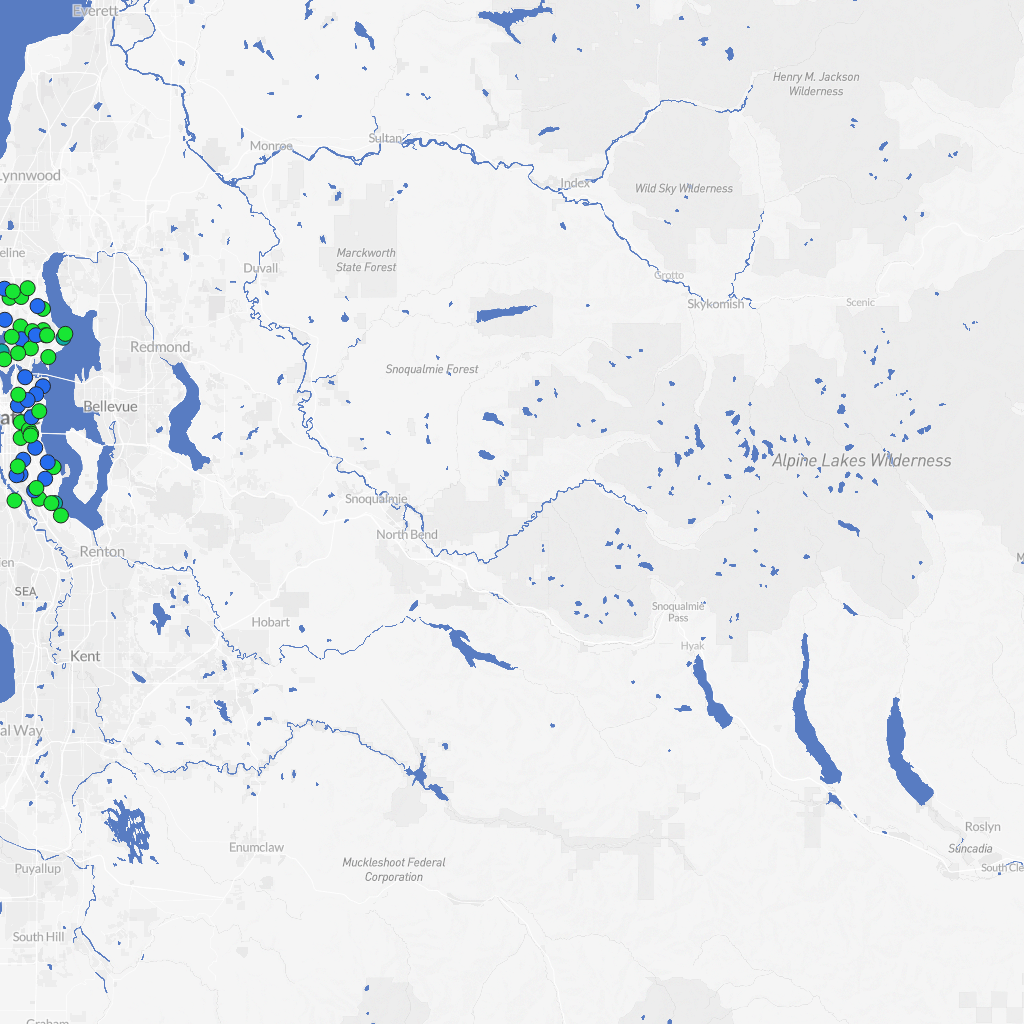 Everett
Henry M. Jackson
Wilderness
Sultan
Monroe
Lynnwood
Index
Wild Sky Wilderness
eline
Marckworth
State Forest
Duvall
Grotto
Skykomish
Scenic
Redmond
Snoqualmie Forest
Bellevue
Alpine Lakes Wilderness
Snoqualmie
North Bend
Renton
en
SEA
Snoqualmie
Pass
Hobart
Hyak
Kent
al Way
Roslyn
Suncadia
South Cle
Enumclaw
Muckleshoot Federal
Corporation
Puyallup
South Hill
Graham